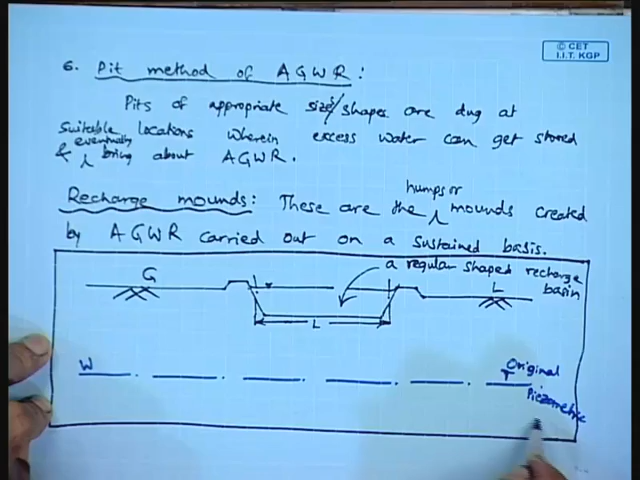 © CET
I.I.T. KGP
6. Pit method of AGWR:
Pits of appropriate sizes/shapes are dug at
suitable locations wherein excess water can get stored
& eventually bring about AGWR.
Recharge mounds: These are the humps or mounds created
by AGWR carried out on a sustained basis.
a regular shaped recharge
basin
G
L
L
W
T
Original
Piezometric